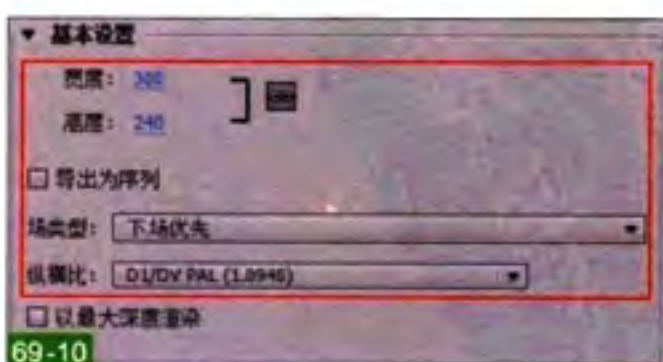 ▼ 基本设置
宽度： 300
高度： 240
导出为序列
场类型： 下场优先
纵横比： D1/DV PAL (1.0940)
以最大深度渲染
69-10